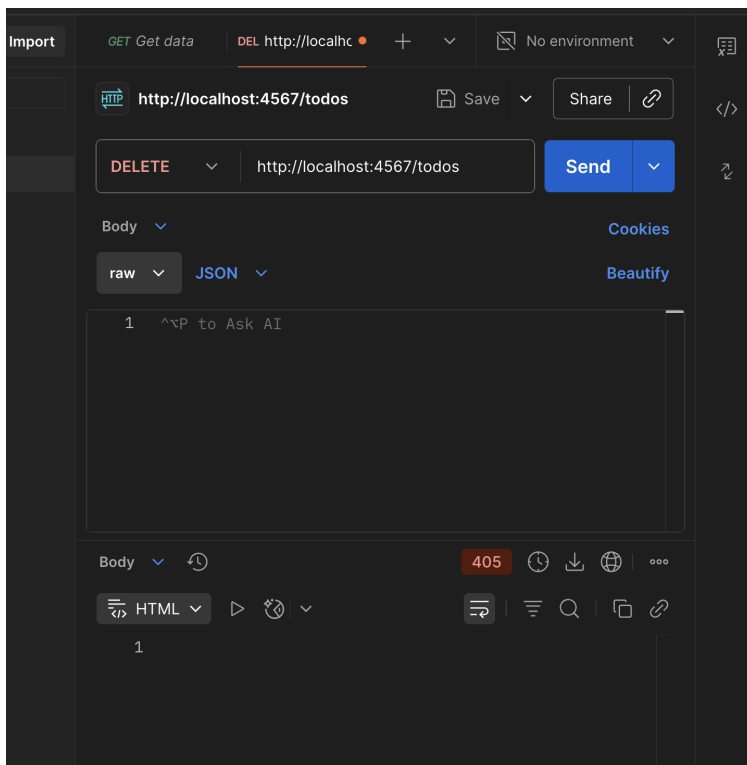 Import
GET Get data
DEL http://localhc
No environment
HTTP http://localhost:4567/todos
Save
Share
DELETE
http://localhost:4567/todos
Send
Body
Cookies
raw
JSON
Beautify
1 ^⌥P to Ask AI
Body
405
HTML
1